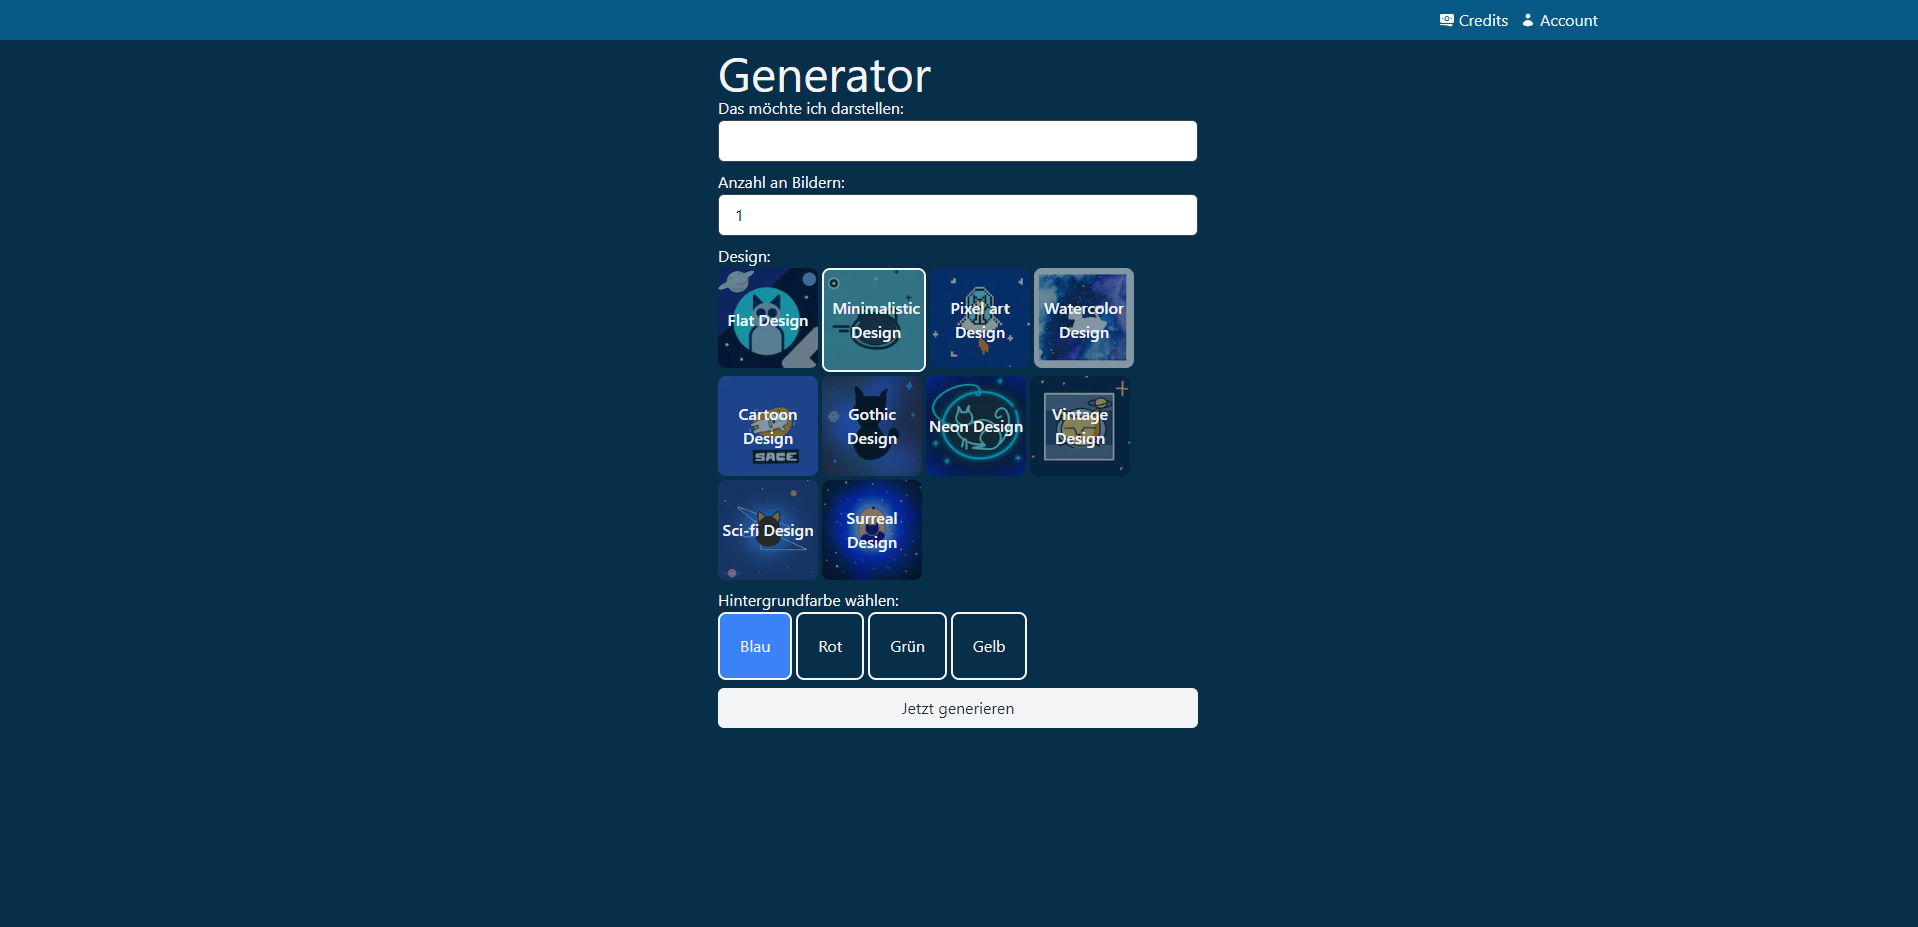 Credits Account
Generator
Das möchte ich darstellen:
Anzahl an Bildern:
1
Design:
Flat Design
Minimalistic
Design
Pixel art
Design
Watercolor
Design
Cartoon
Design
SACE
Gothic
Design
Neon Design
Vintage
Design
Sci-fi Design
Surreal
Design
Hintergrundfarbe wählen:
Blau Rot Grün Gelb
Jetzt generieren